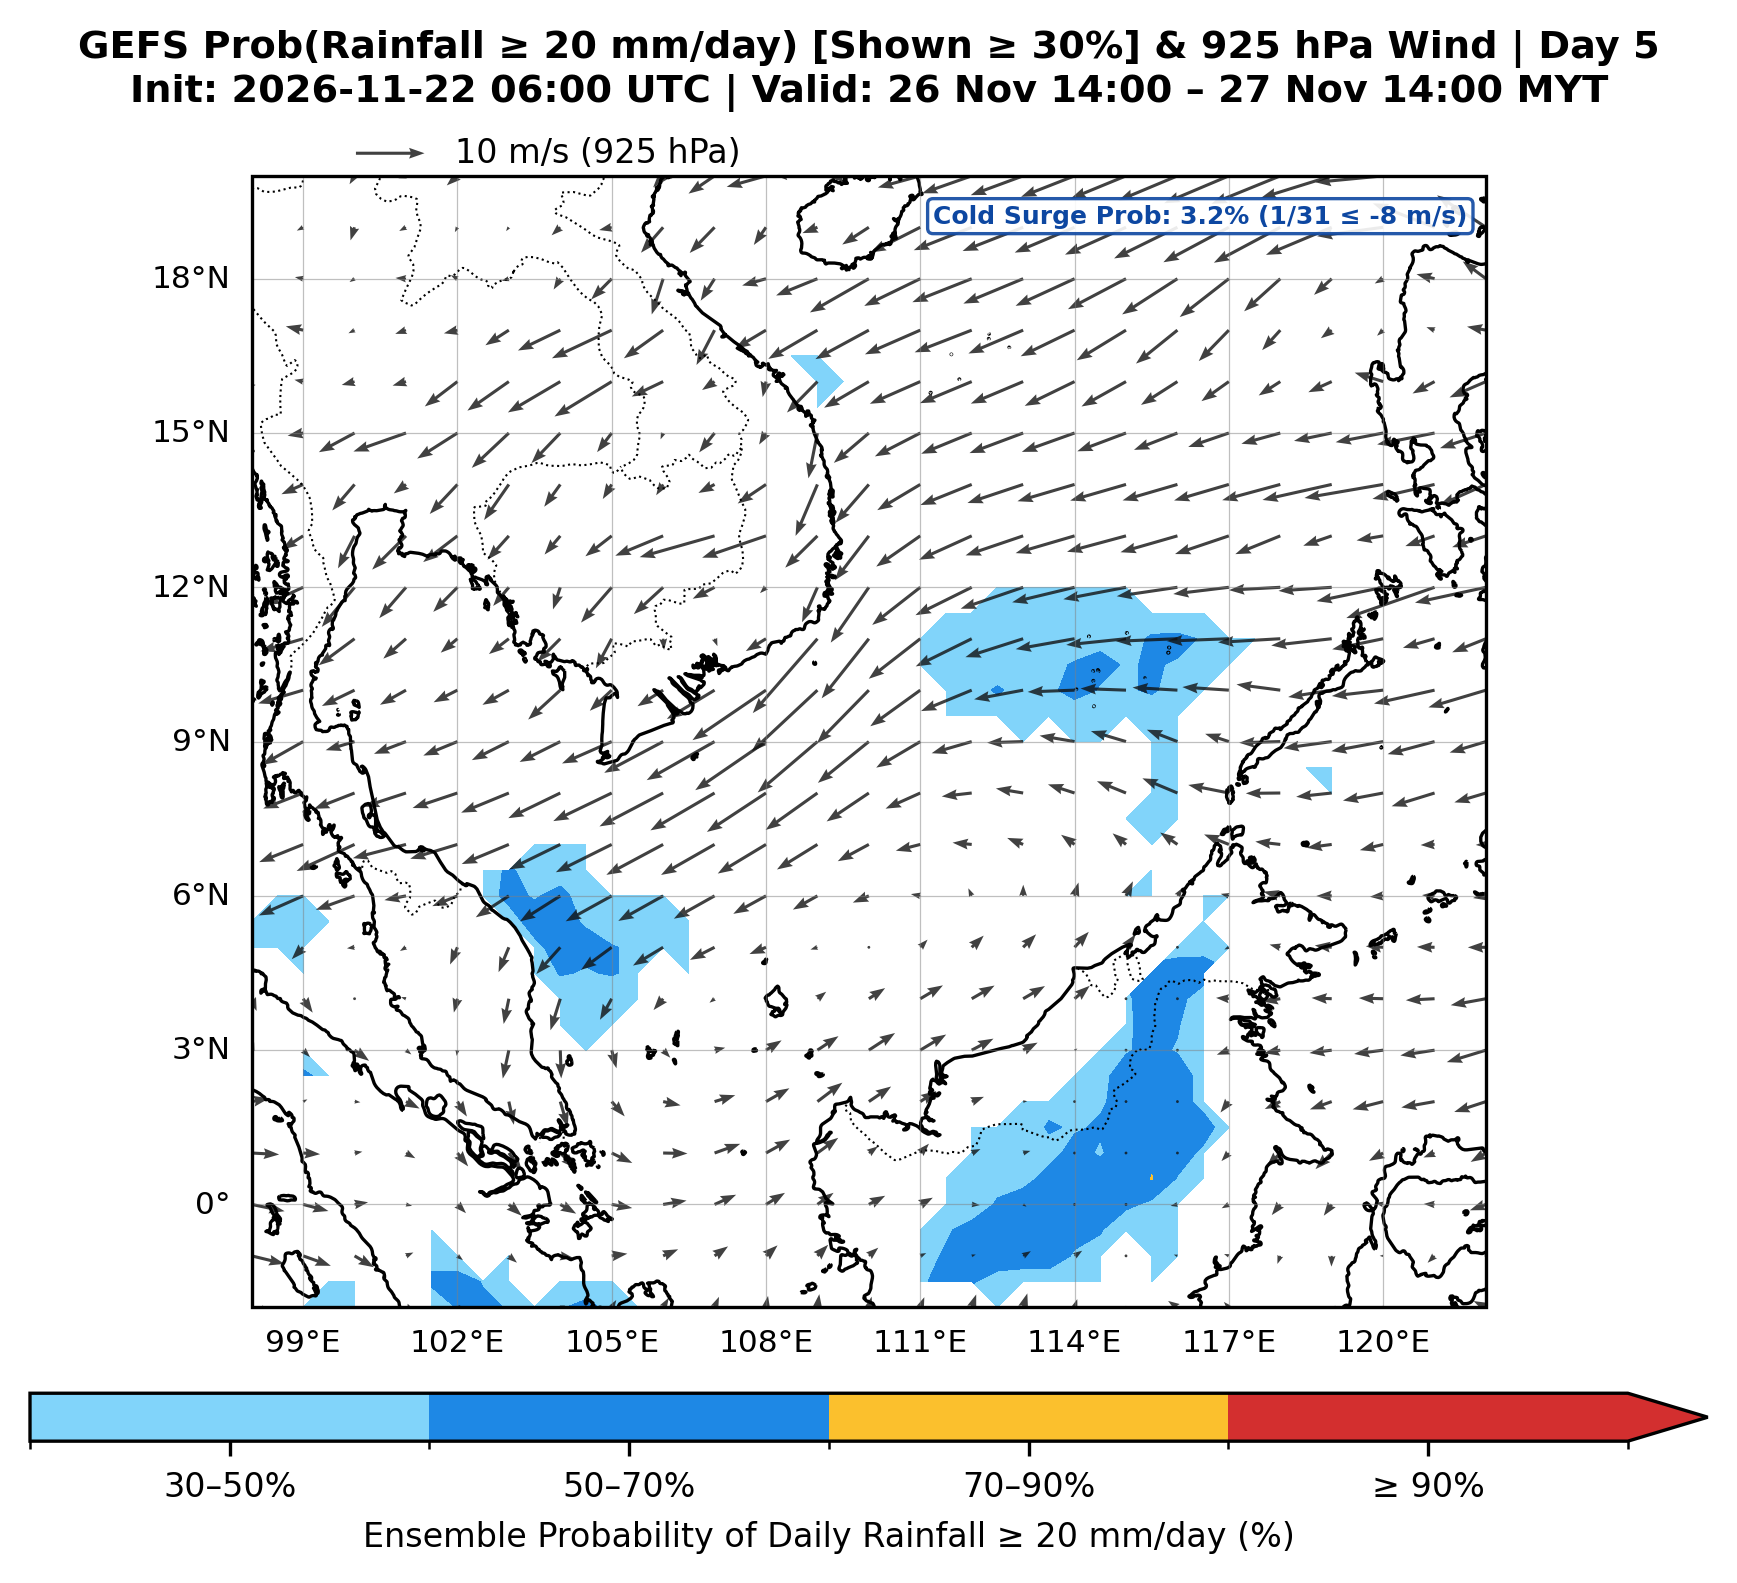 GEFS Prob(Rainfall ≥ 20 mm/day) [Shown ≥ 30%] & 925 hPa Wind | Day 5
Init: 2026-11-22 06:00 UTC | Valid: 26 Nov 14:00 – 27 Nov 14:00 MYT
10 m/s (925 hPa)
Cold Surge Prob: 3.2% (1/31 ≤ -8 m/s)
18°N
15°N
12°N
9°N
6°N
3°N
0°
99°E 102°E 105°E 108°E 111°E 114°E 117°E 120°E
30–50% 50–70% 70–90% ≥ 90%
Ensemble Probability of Daily Rainfall ≥ 20 mm/day (%)